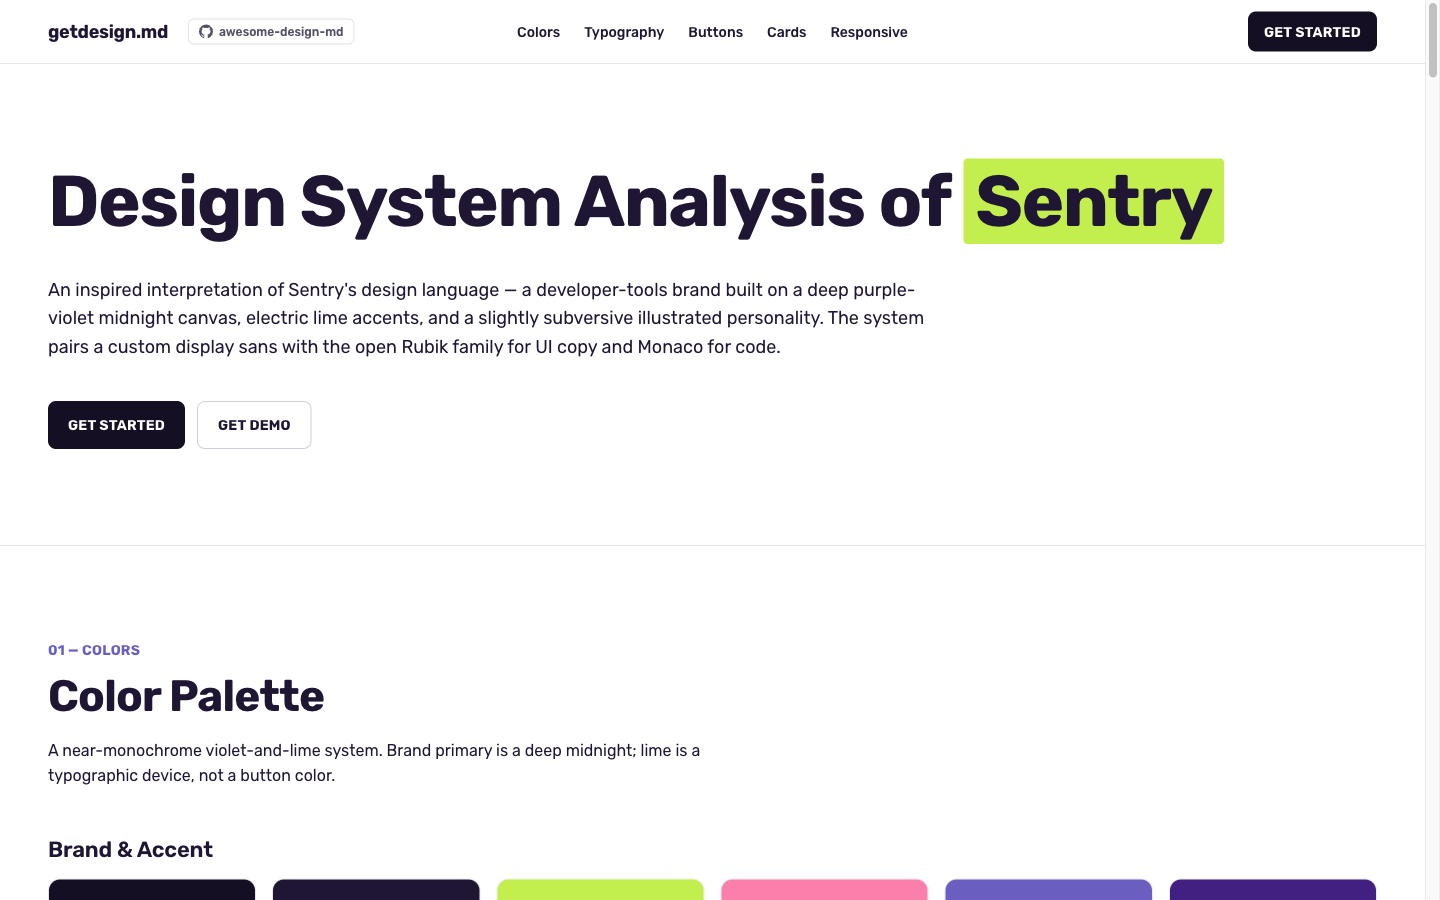 getdesign.md
awesome-design-md
Colors
Typography
Buttons
Cards
Responsive
GET STARTED
Design System Analysis of Sentry
An inspired interpretation of Sentry's design language — a developer-tools brand built on a deep purple-
violet midnight canvas, electric lime accents, and a slightly subversive illustrated personality. The system
pairs a custom display sans with the open Rubik family for UI copy and Monaco for code.
GET STARTED
GET DEMO
01 — COLORS
Color Palette
A near-monochrome violet-and-lime system. Brand primary is a deep midnight; lime is a
typographic device, not a button color.
Brand & Accent